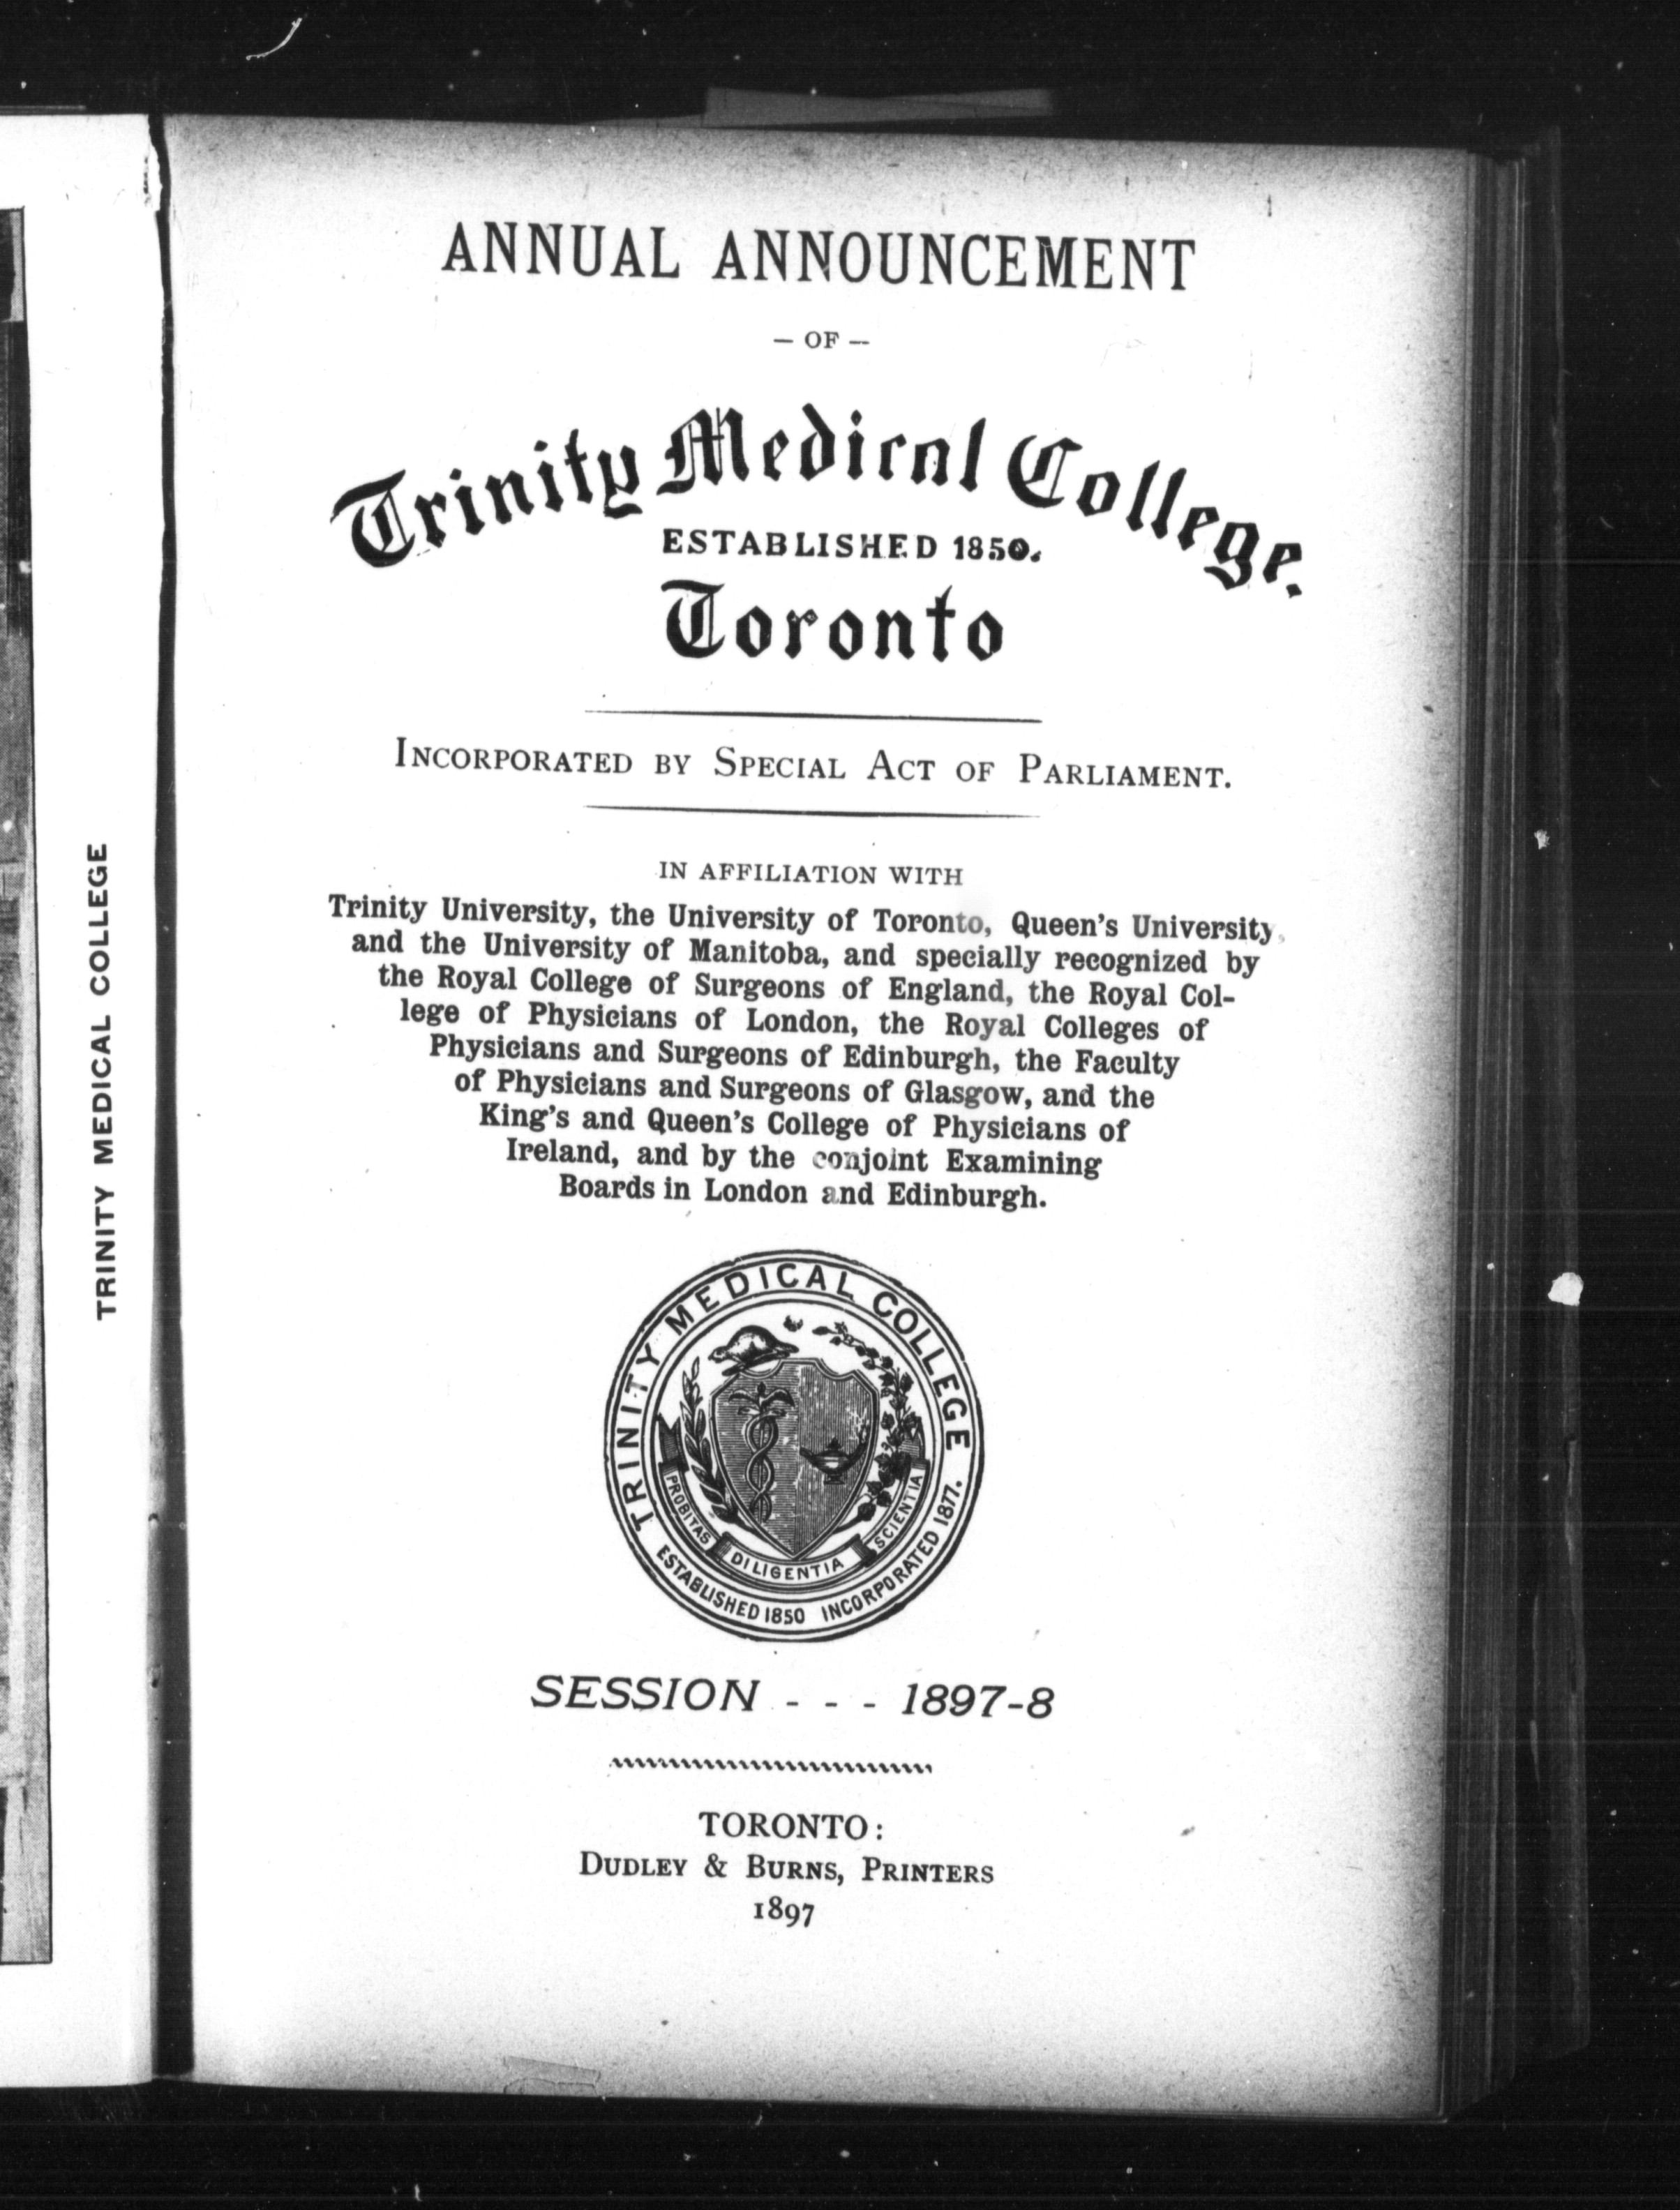 TRINITY MEDICAL COLLEGE
ANNUAL ANNOUNCEMENT
— OF —
Trinity Medical College.
ESTABLISHED 1850.
Toronto
INCORPORATED BY SPECIAL ACT OF PARLIAMENT.
IN AFFILIATION WITH
Trinity University, the University of Toronto, Queen's University,
and the University of Manitoba, and specially recognized by
the Royal College of Surgeons of England, the Royal Col-
lege of Physicians of London, the Royal Colleges of
Physicians and Surgeons of Edinburgh, the Faculty
of Physicians and Surgeons of Glasgow, and the
King's and Queen's College of Physicians of
Ireland, and by the conjoint Examining
Boards in London and Edinburgh.
TRINITY MEDICAL COLLEGE
PROBITAS
DILIGENTIA
SCIENTIA
ESTABLISHED 1850 INCORPORATED 1877.
SESSION - - - 1897-8
TORONTO:
DUDLEY & BURNS, PRINTERS
1897